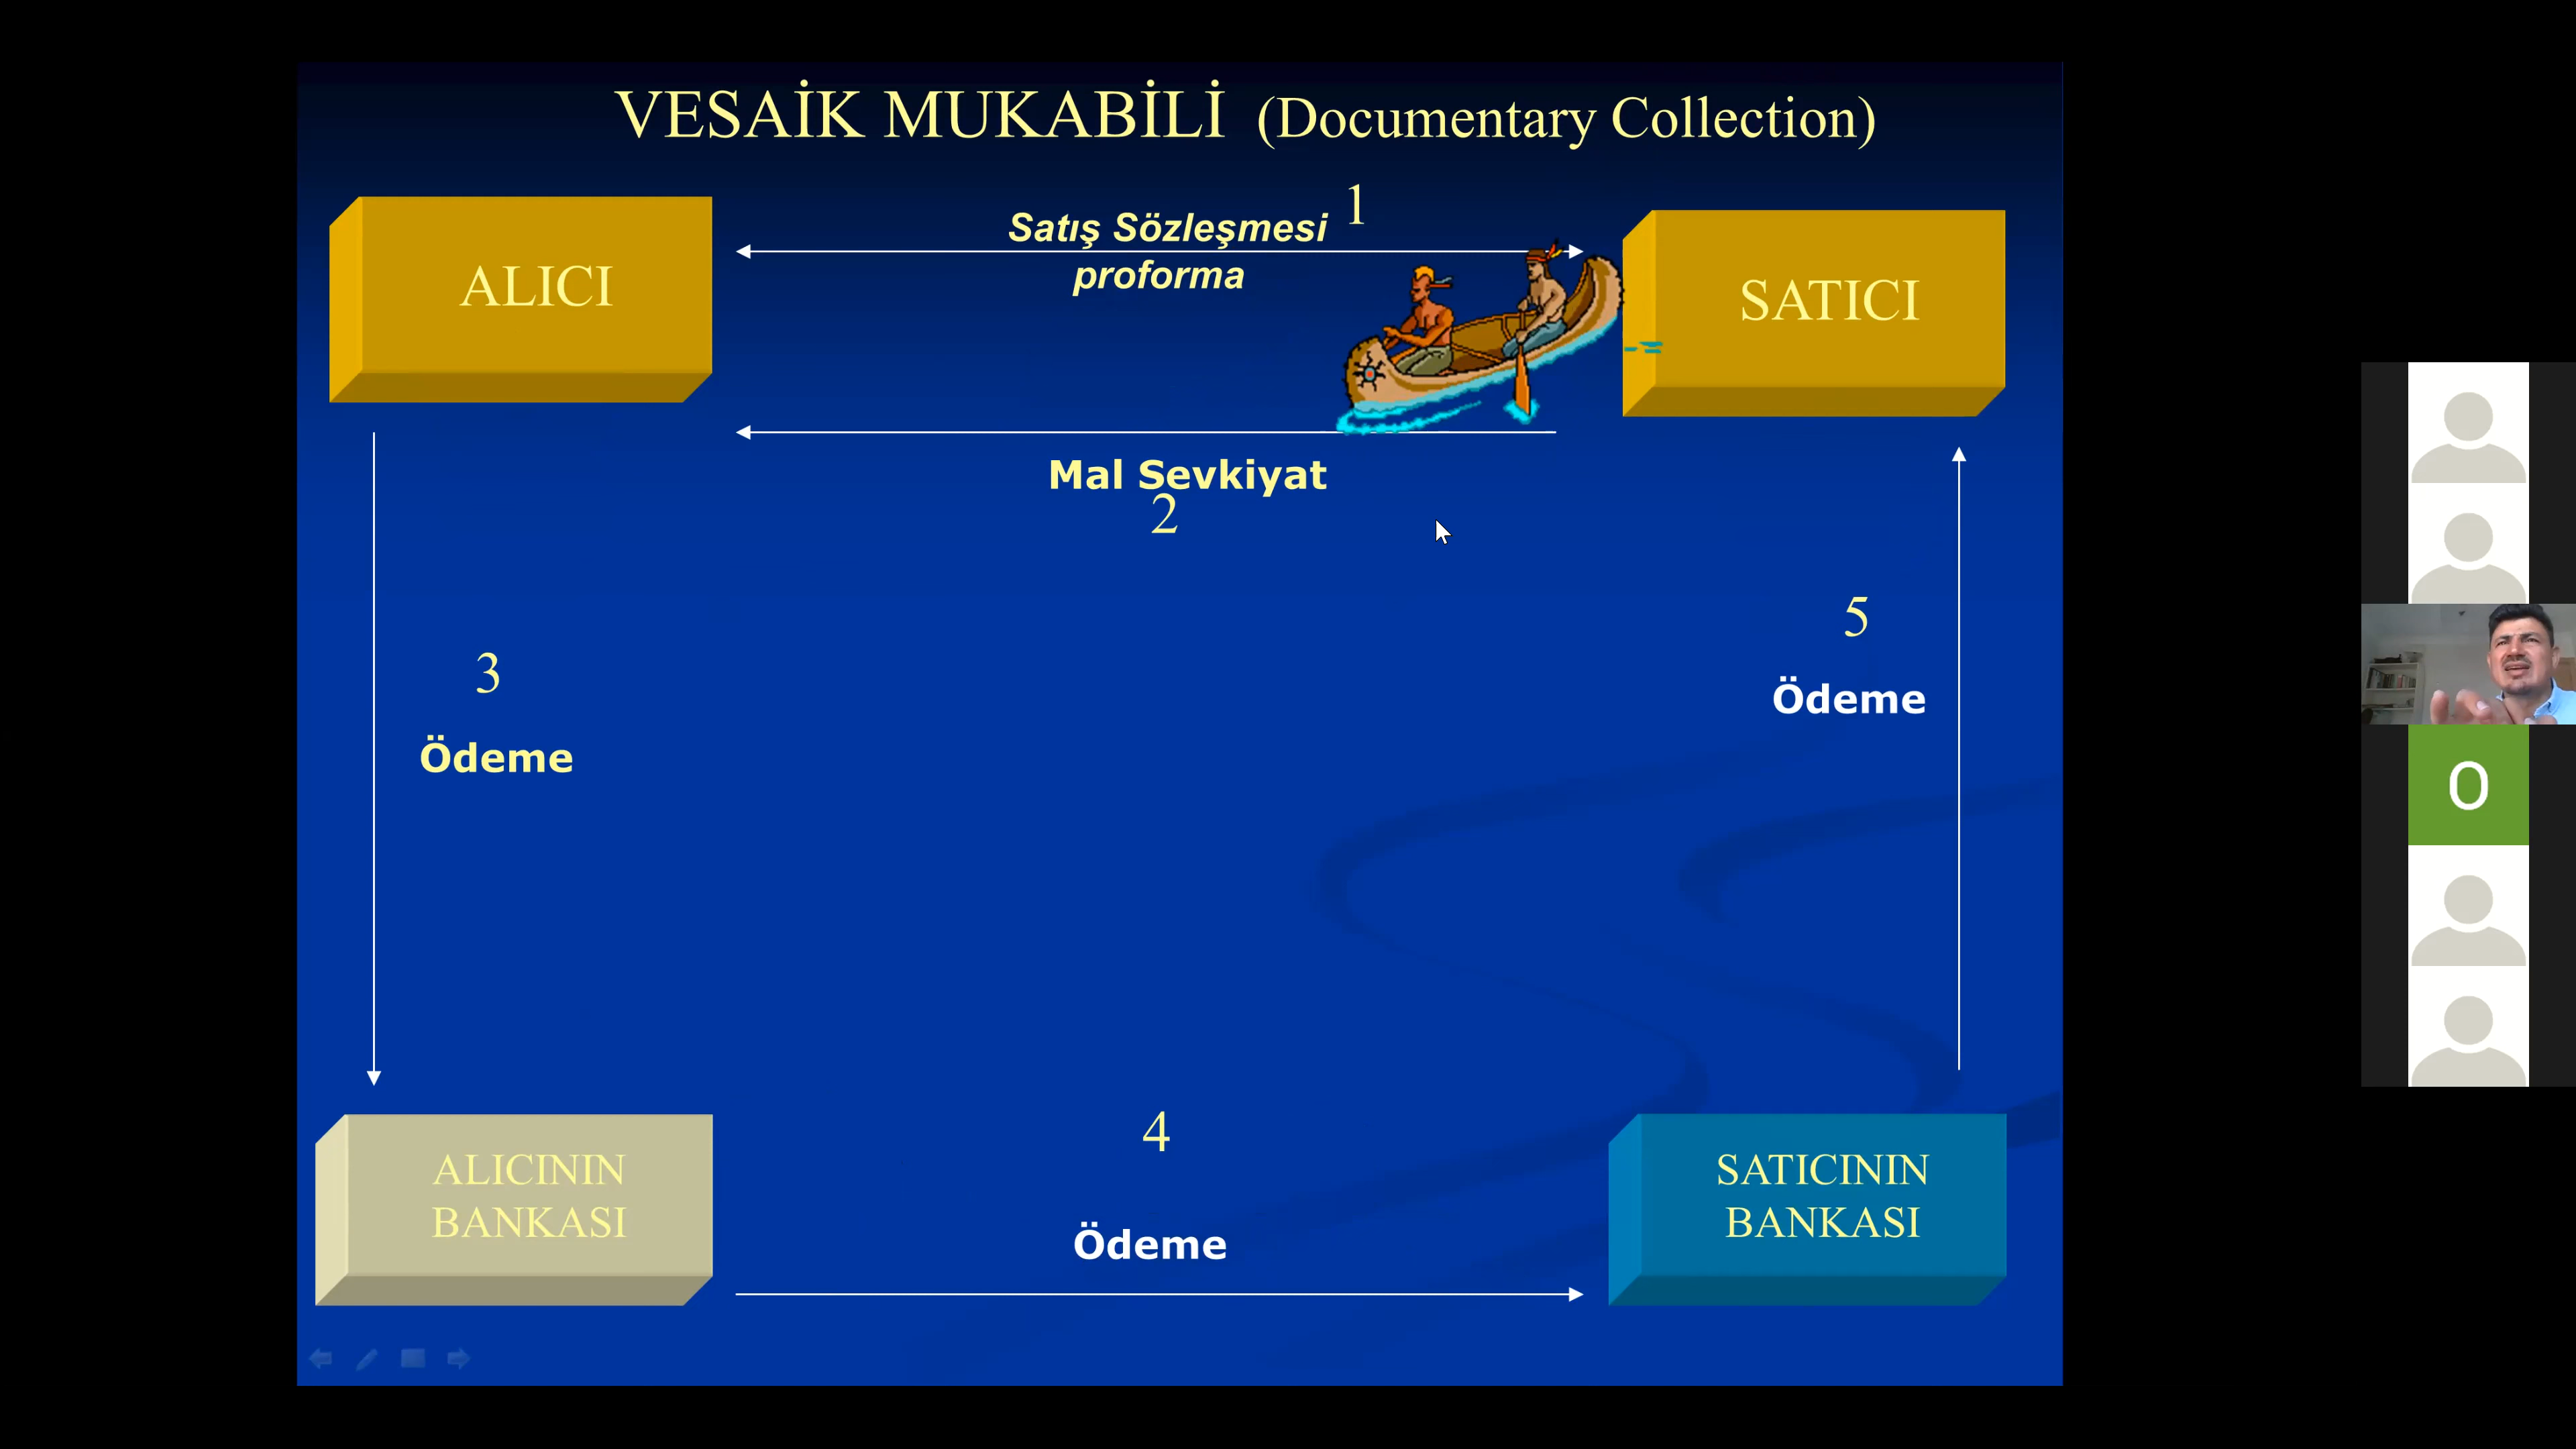 VESAİK MUKABİLİ (Documentary Collection)
1
Satış Sözleşmesi
proforma
ALICI
SATICI
Mal Sevkiyat
2
5
Ödeme
3
Ödeme
O
4
Ödeme
ALICININ
BANKASI
SATICININ
BANKASI